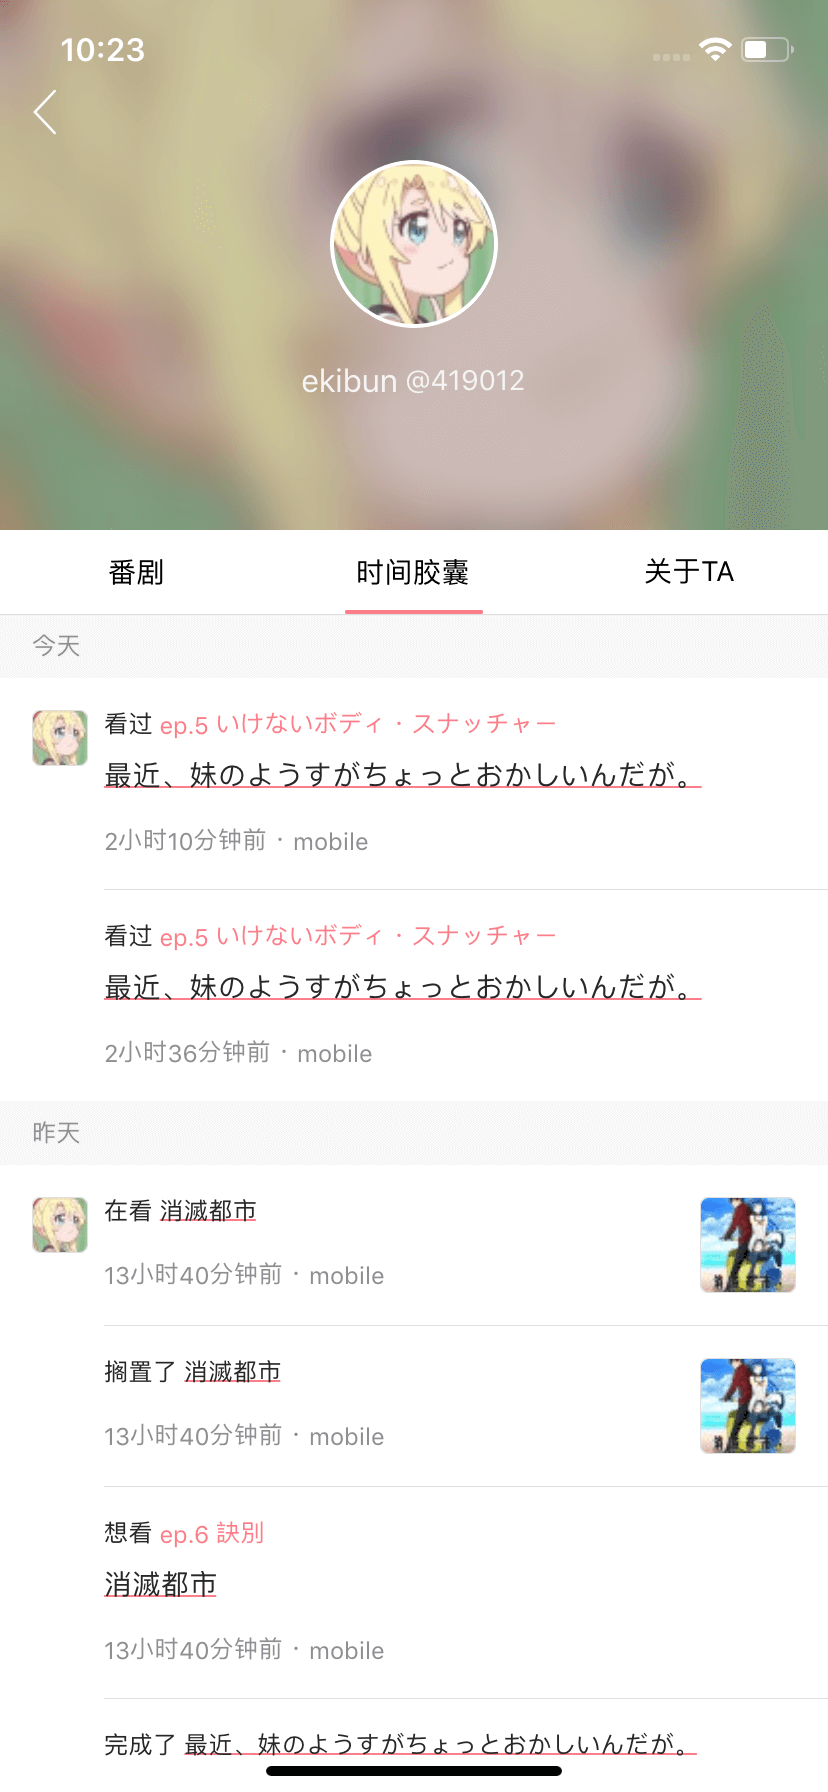 10:23
ekibun @419012
番剧
时间胶囊
关于TA
今天
看过 ep.5 いけないボディ・スナッチャー
最近、妹のようすがちょっとおかしいんだが。
2小时10分钟前 · mobile
看过 ep.5 いけないボディ・スナッチャー
最近、妹のようすがちょっとおかしいんだが。
2小时36分钟前 · mobile
昨天
在看 消滅都市
13小时40分钟前 · mobile
搁置了 消滅都市
13小时40分钟前 · mobile
想看 ep.6 訣別
消滅都市
13小时40分钟前 · mobile
完成了 最近、妹のようすがちょっとおかしいんだが。